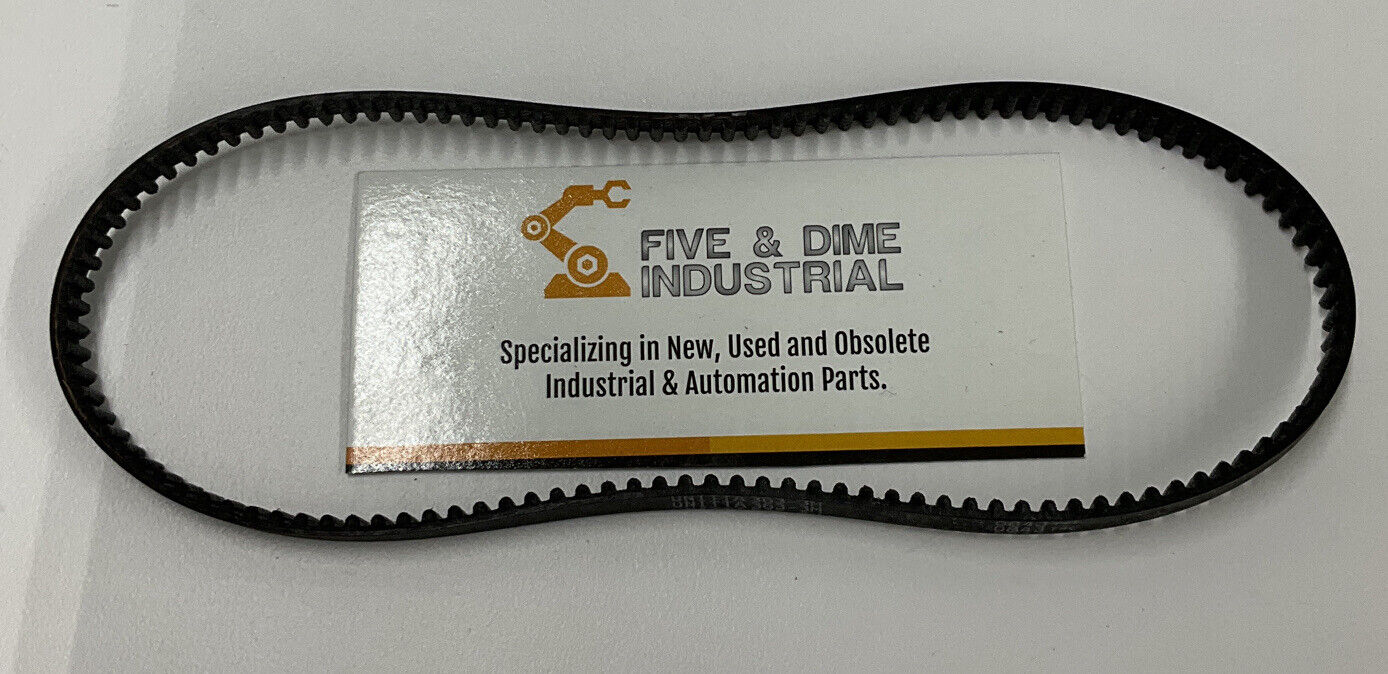 FIVE & DIME
INDUSTRIAL
Specializing in New, Used and Obsolete
Industrial & Automation Parts.